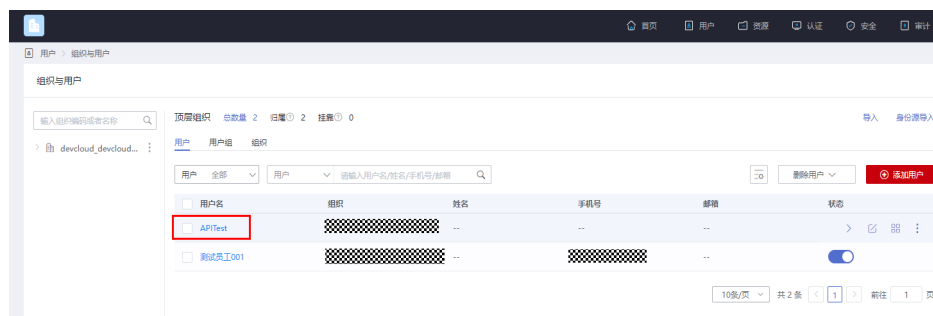 首页 用户 资源 认证 安全 审计
用户 > 组织与用户
组织与用户
输入组织编码或者名称
顶层组织 总数量 2 归属 2 挂靠 0
导入 身份源导入
devcloud_devcloud...
用户 用户组 组织
用户 全部 用户 请输入用户名/姓名/手机号/邮箱 删除用户 添加用户
用户名 组织 姓名 手机号 邮箱 状态
APITest -- -- --
测试员工001 -- --
10条/页 共 2 条 < 1 > 前往 1 页